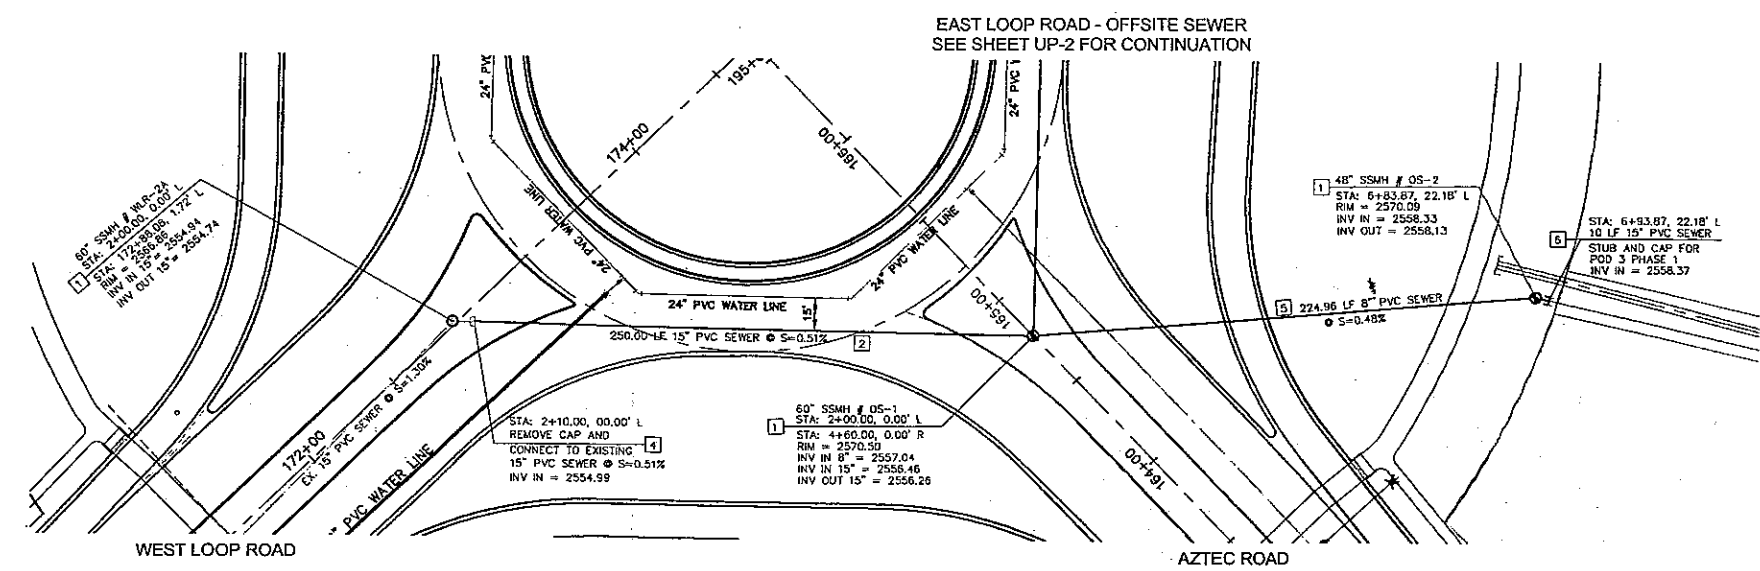 EAST LOOP ROAD - OFFSITE SEWER
SEE SHEET UP-2 FOR CONTINUATION
24" PVC
195+
24" PVC
174+00
166+00
60" SSMH # WLR-2A
STA: 2+00.00, 0.00' L
1
STA: 172+88.08, 1.72' L
RIM = 2566.86
INV IN 15" = 2554.94
INV OUT 15" = 2554.74
24" PVC WATER LINE
24" PVC WATER LINE
24" PVC WATER LINE
15'
165+00
1
48" SSMH # OS-2
STA: 6+83.87, 22.18' L
RIM = 2570.09
INV IN = 2558.33
INV OUT = 2558.13
6
STA: 6+93.87, 22.18' L
10 LF 15" PVC SEWER
STUB AND CAP FOR
POD 3 PHASE 1
INV IN = 2558.37
5
224.96 LF 8" PVC SEWER
@ S=0.48%
250.00 LF 15" PVC SEWER @ S=0.51%
2
172+00
EX. 15" PVC SEWER @ S=1.30%
" PVC WATER LINE
STA: 2+10.00, 00.00' L
REMOVE CAP AND
CONNECT TO EXISTING
4
15" PVC SEWER @ S=0.51%
INV IN = 2554.99
1
60" SSMH # OS-1
STA: 2+00.00, 0.00' L
STA: 4+60.00, 0.00' R
RIM = 2570.50
INV IN 8" = 2557.04
INV IN 15" = 2556.46
INV OUT 15" = 2556.26
164+00
WEST LOOP ROAD
AZTEC ROAD